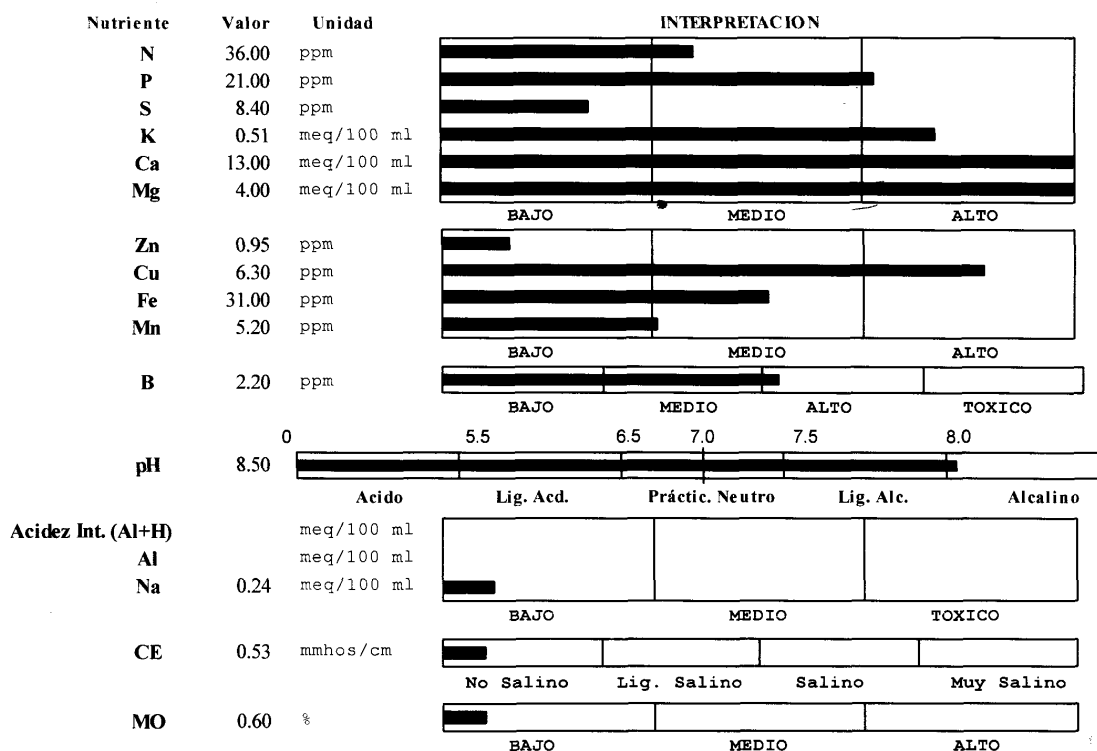 Nutriente Valor Unidad INTERPRETACION
N 36.00 ppm
P 21.00 ppm
S 8.40 ppm
K 0.51 meq/100 ml
Ca 13.00 meq/100 ml
Mg 4.00 meq/100 ml
BAJO MEDIO ALTO
Zn 0.95 ppm
Cu 6.30 ppm
Fe 31.00 ppm
Mn 5.20 ppm
BAJO MEDIO ALTO
B 2.20 ppm
BAJO MEDIO ALTO TOXICO
0 5.5 6.5 7.0 7.5 8.0
pH 8.50
Acido Lig. Acd. Práctic. Neutro Lig. Alc. Alcalino
Acidez Int. (Al+H) meq/100 ml
Al meq/100 ml
Na 0.24 meq/100 ml
BAJO MEDIO TOXICO
CE 0.53 mmhos/cm
No Salino Lig. Salino Salino Muy Salino
MO 0.60 %
BAJO MEDIO ALTO